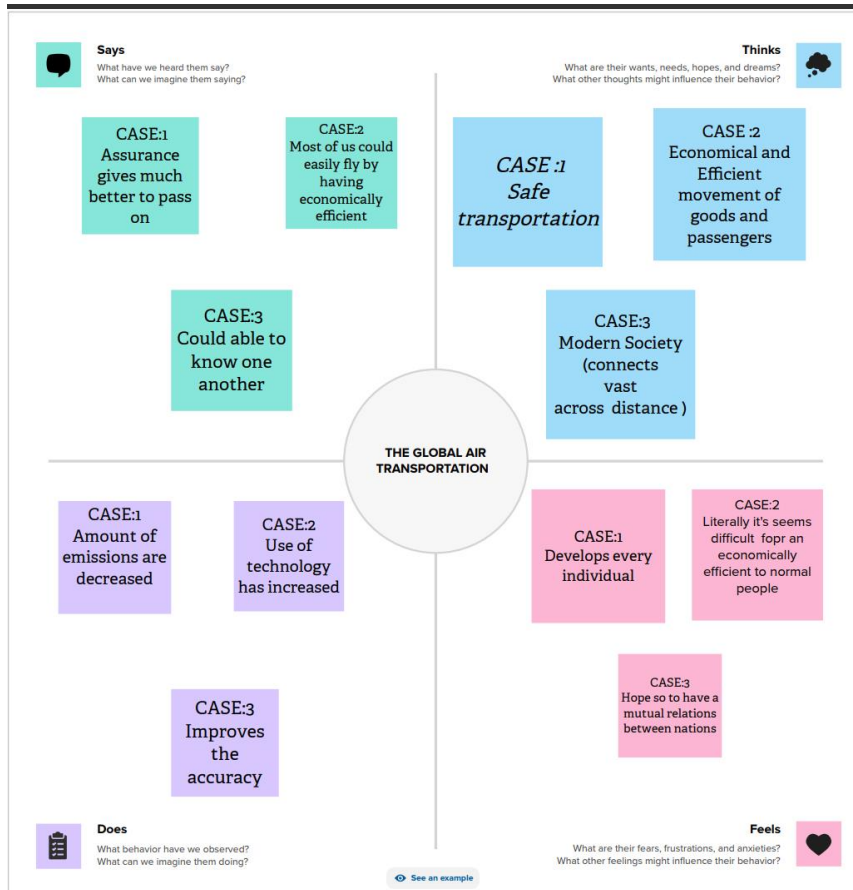 Says
What have we heard them say?
What can we imagine them saying?
Thinks
What are their wants, needs, hopes, and dreams?
What other thoughts might influence their behavior?
CASE:1
Assurance
gives much
better to pass
on
CASE:2
Most of us could
easily fly by
having
economically
efficient
CASE:3
Could able to
know one
another
CASE :1
Safe
transportation
CASE :2
Economical and
Efficient
movement of
goods and
passengers
CASE:3
Modern Society
(connects
vast
across distance )
THE GLOBAL AIR
TRANSPORTATION
CASE:1
Amount of
emissions are
decreased
CASE:2
Use of
technology
has increased
CASE:3
Improves
the
accuracy
CASE:1
Develops every
individual
CASE:2
Literally it's seems
difficult fopr an
economically
efficient to normal
people
CASE:3
Hope so to have a
mutual relations
between nations
Does
What behavior have we observed?
What can we imagine them doing?
Feels
What are their fears, frustrations, and anxieties?
What other feelings might influence their behavior?
See an example